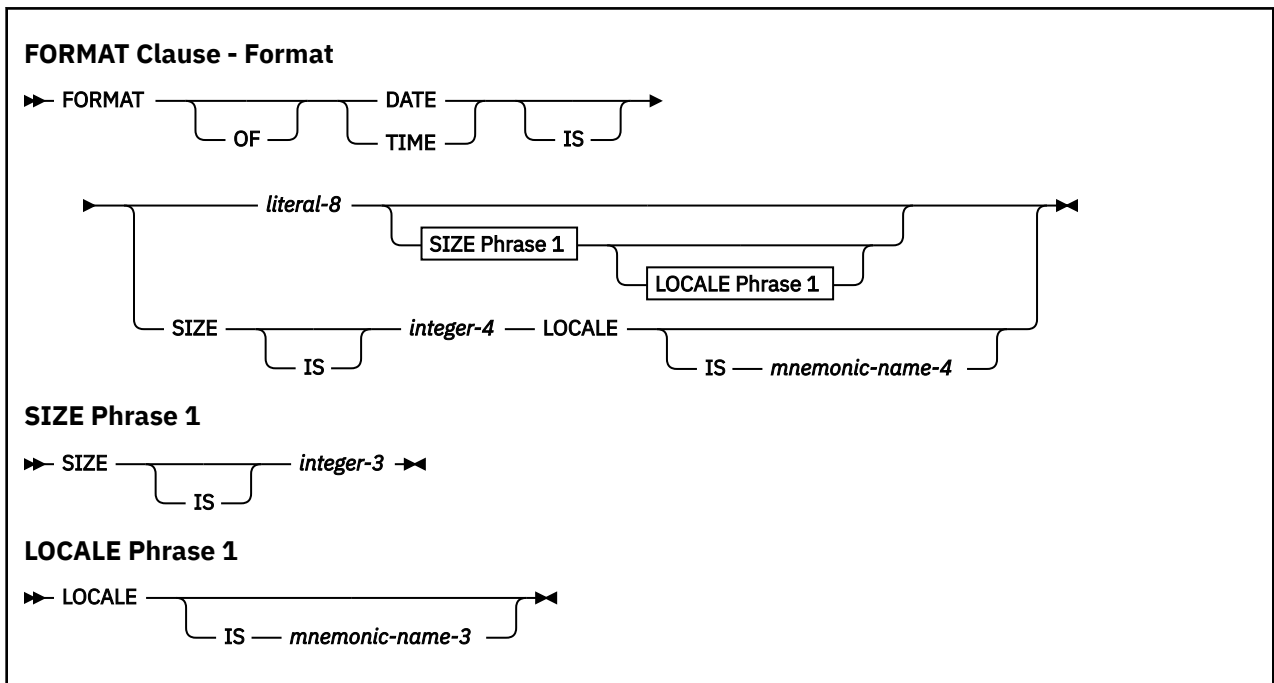 FORMAT Clause - Format
FORMAT DATE
OF TIME IS
literal-8
SIZE Phrase 1
LOCALE Phrase 1
SIZE integer-4 LOCALE
IS IS mnemonic-name-4
SIZE Phrase 1
SIZE integer-3
IS
LOCALE Phrase 1
LOCALE
IS mnemonic-name-3